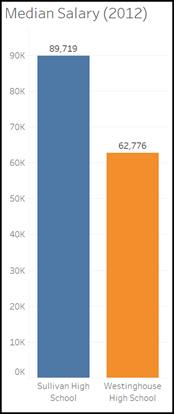 Median Salary (2012)
90K
89,719
80K
70K
62,776
60K
50K
40K
30K
20K
10K
0K
Sullivan High
School
Westinghouse
High School